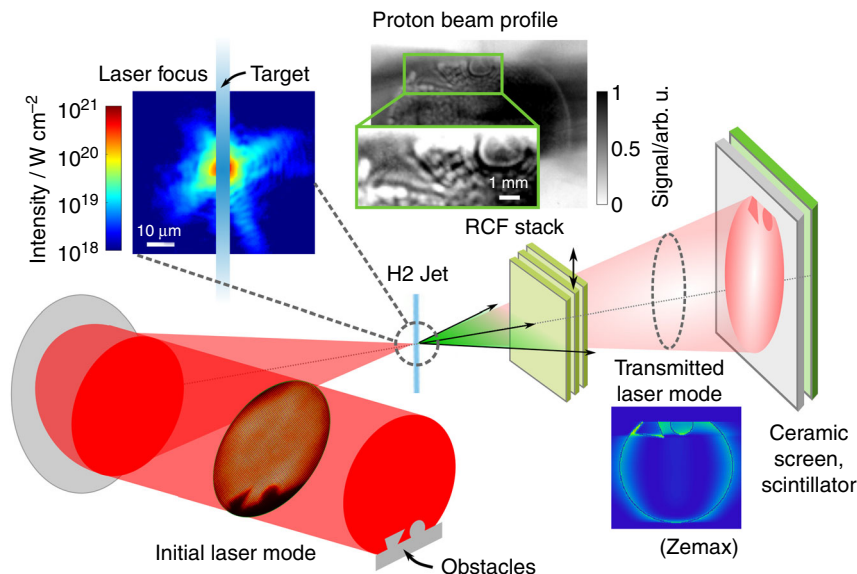 Proton beam profile
Laser focus
Target
Intensity / W cm⁻²
10²¹
10²⁰
10¹⁹
10¹⁸
10 µm
1 mm
1
0.5
0
Signal/arb. u.
RCF stack
H2 Jet
Transmitted
laser mode
Ceramic
screen,
scintillator
(Zemax)
Initial laser mode
Obstacles